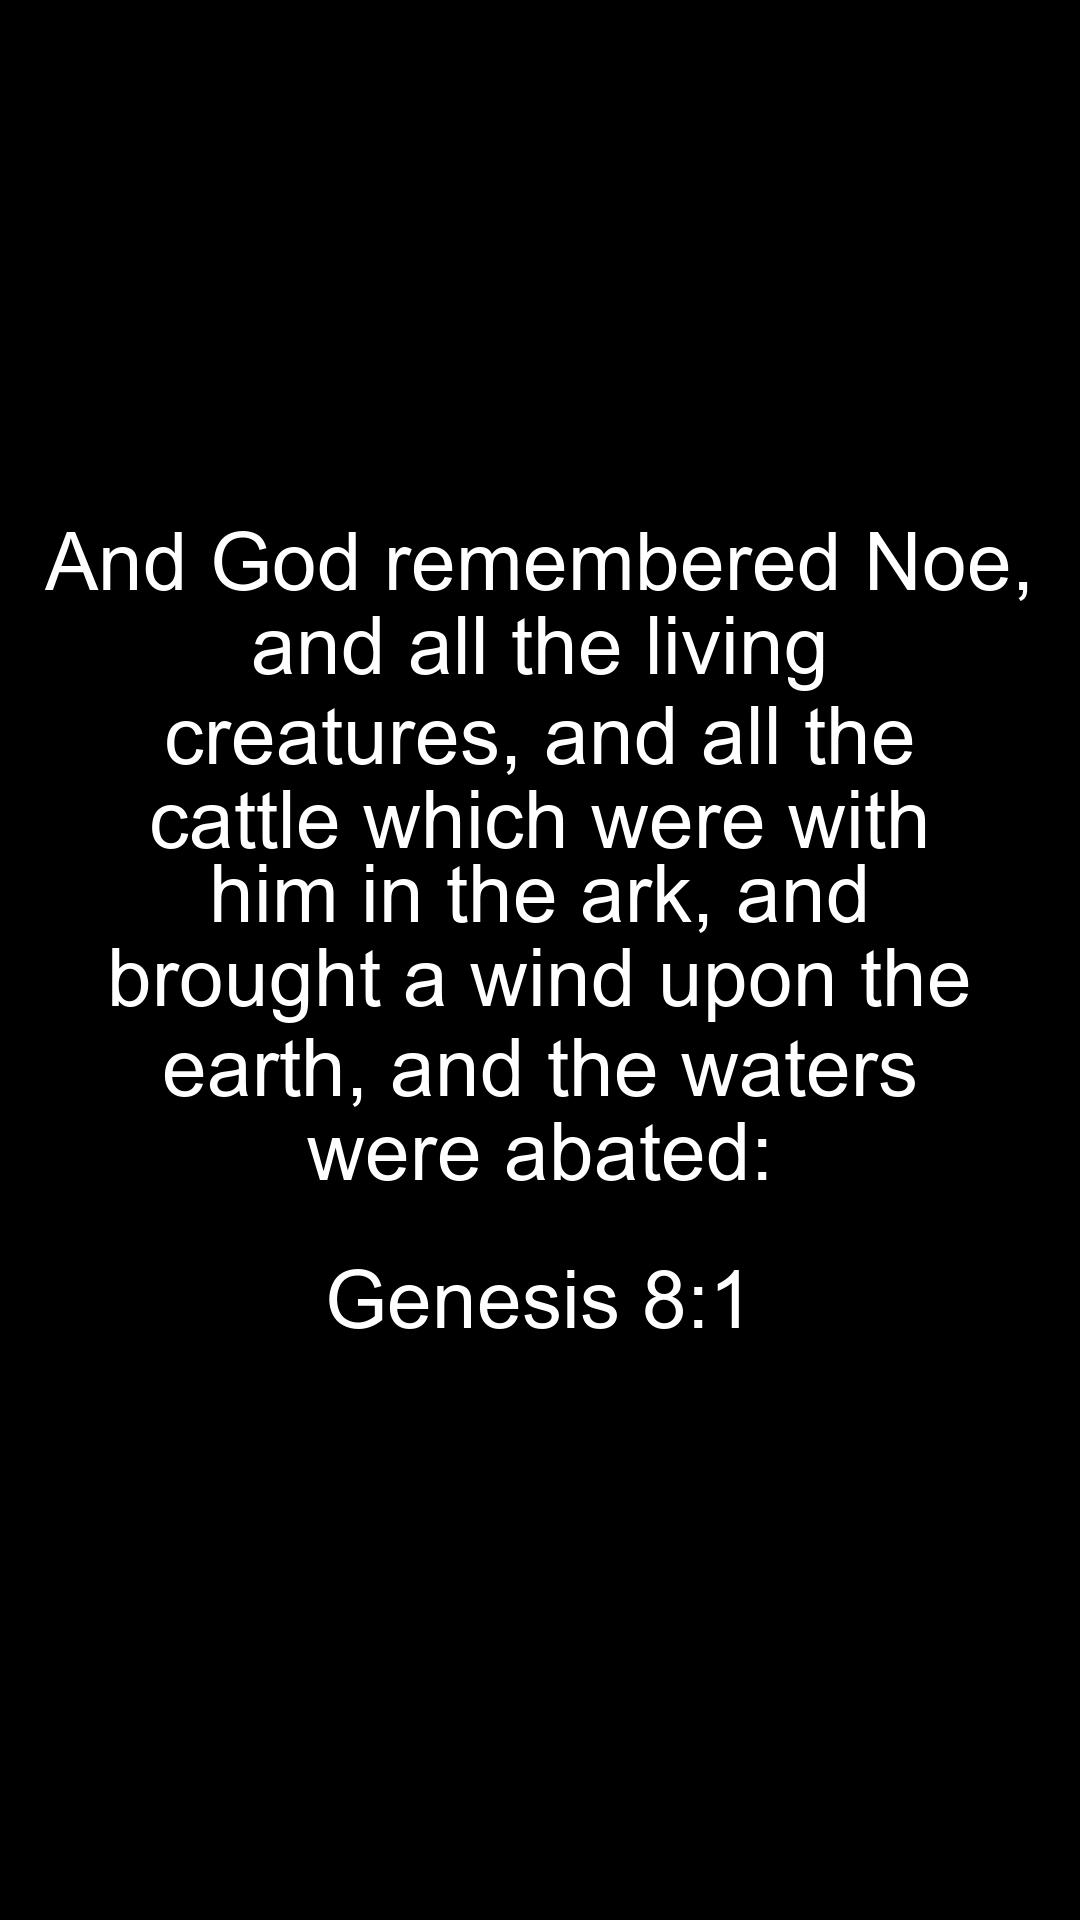 And God remembered Noe,
and all the living
creatures, and all the
cattle which were with
him in the ark, and
brought a wind upon the
earth, and the waters
were abated:
Genesis 8:1